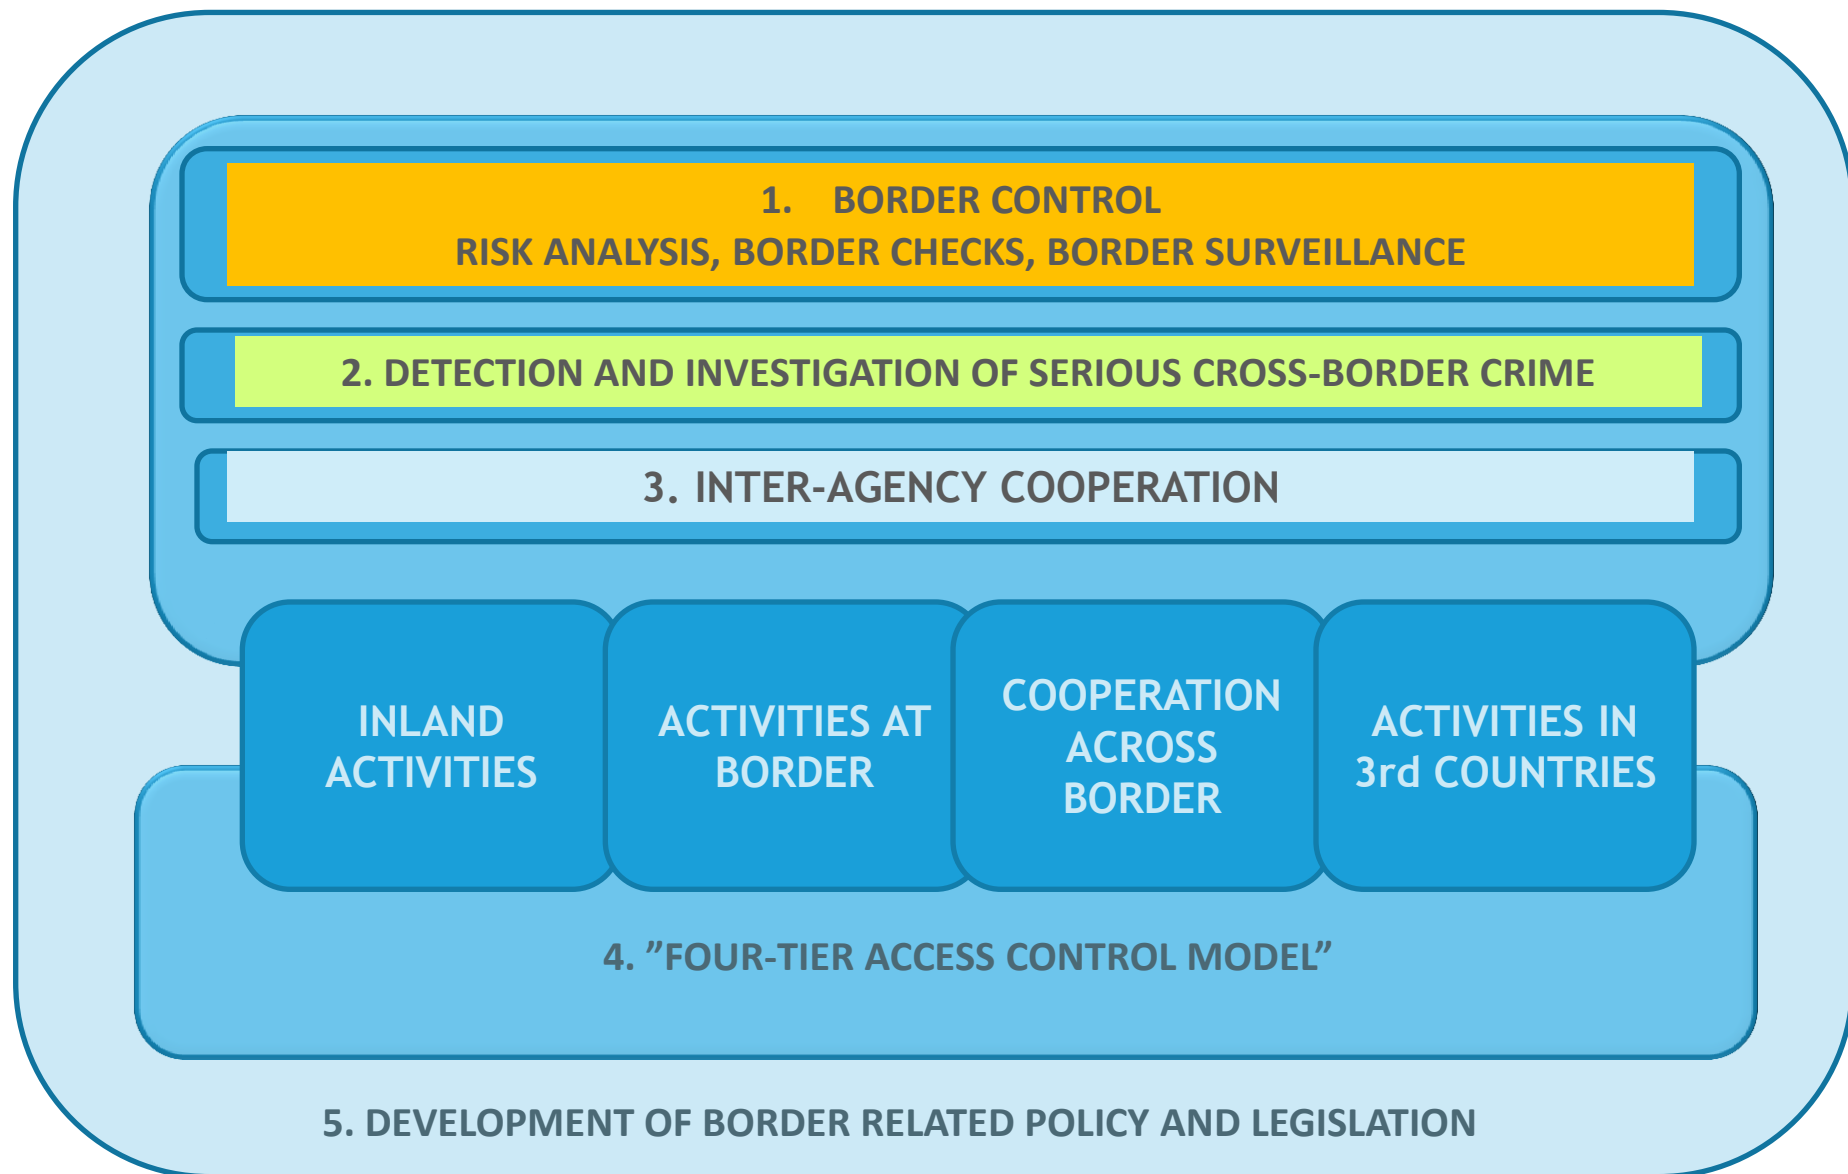 1. BORDER CONTROL
RISK ANALYSIS, BORDER CHECKS, BORDER SURVEILLANCE
2. DETECTION AND INVESTIGATION OF SERIOUS CROSS-BORDER CRIME
3. INTER-AGENCY COOPERATION
INLAND
ACTIVITIES
ACTIVITIES AT
BORDER
COOPERATION
ACROSS
BORDER
ACTIVITIES IN
3rd COUNTRIES
4. ”FOUR-TIER ACCESS CONTROL MODEL”
5. DEVELOPMENT OF BORDER RELATED POLICY AND LEGISLATION